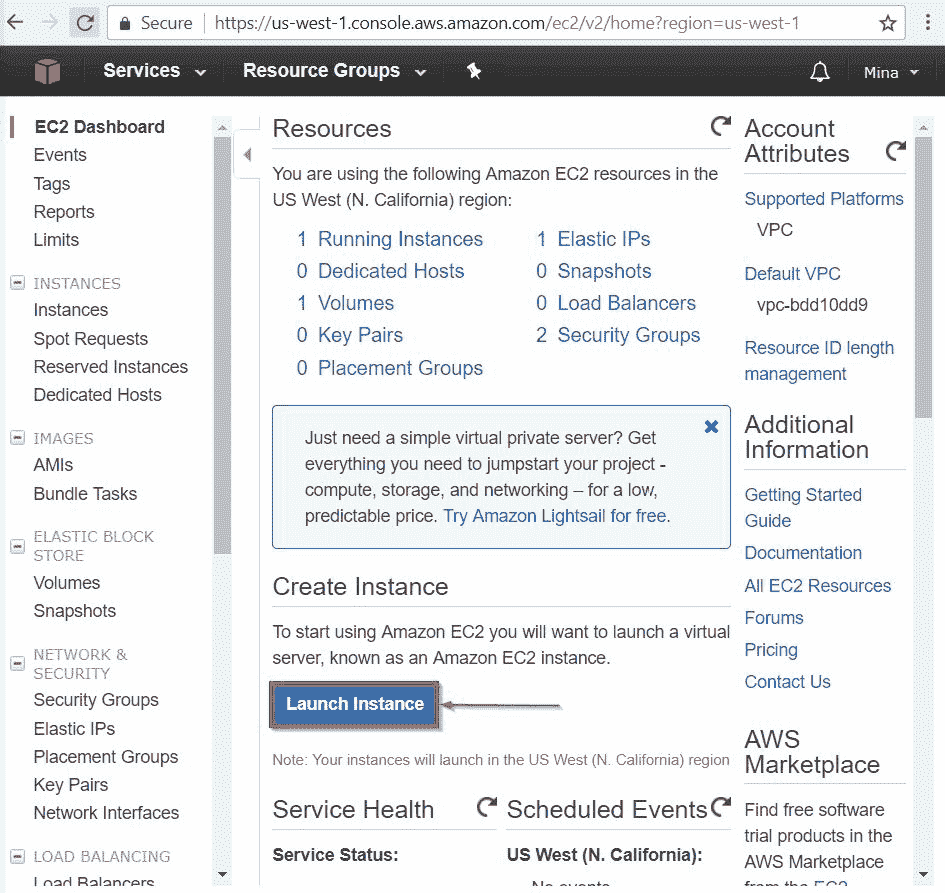 Secure https://us-west-1.console.aws.amazon.com/ec2/v2/home?region=us-west-1
Services Resource Groups Mina
EC2 Dashboard
Events
Tags
Reports
Limits
INSTANCES
Instances
Spot Requests
Reserved Instances
Dedicated Hosts
IMAGES
AMIs
Bundle Tasks
ELASTIC BLOCK
STORE
Volumes
Snapshots
NETWORK &
SECURITY
Security Groups
Elastic IPs
Placement Groups
Key Pairs
Network Interfaces
LOAD BALANCING
Load Balancers
Resources
You are using the following Amazon EC2 resources in the
US West (N. California) region:
1 Running Instances 1 Elastic IPs
0 Dedicated Hosts 0 Snapshots
1 Volumes 0 Load Balancers
0 Key Pairs 2 Security Groups
0 Placement Groups
Just need a simple virtual private server? Get
everything you need to jumpstart your project -
compute, storage, and networking – for a low,
predictable price. Try Amazon Lightsail for free.
Create Instance
To start using Amazon EC2 you will want to launch a virtual
server, known as an Amazon EC2 instance.
Launch Instance
Note: Your instances will launch in the US West (N. California) region
Service Health
Service Status:
Scheduled Events
US West (N. California):
No events
Account
Attributes
Supported Platforms
VPC
Default VPC
vpc-bdd10dd9
Resource ID length
management
Additional
Information
Getting Started
Guide
Documentation
All EC2 Resources
Forums
Pricing
Contact Us
AWS
Marketplace
Find free software
trial products in the
AWS Marketplace
from the EC2